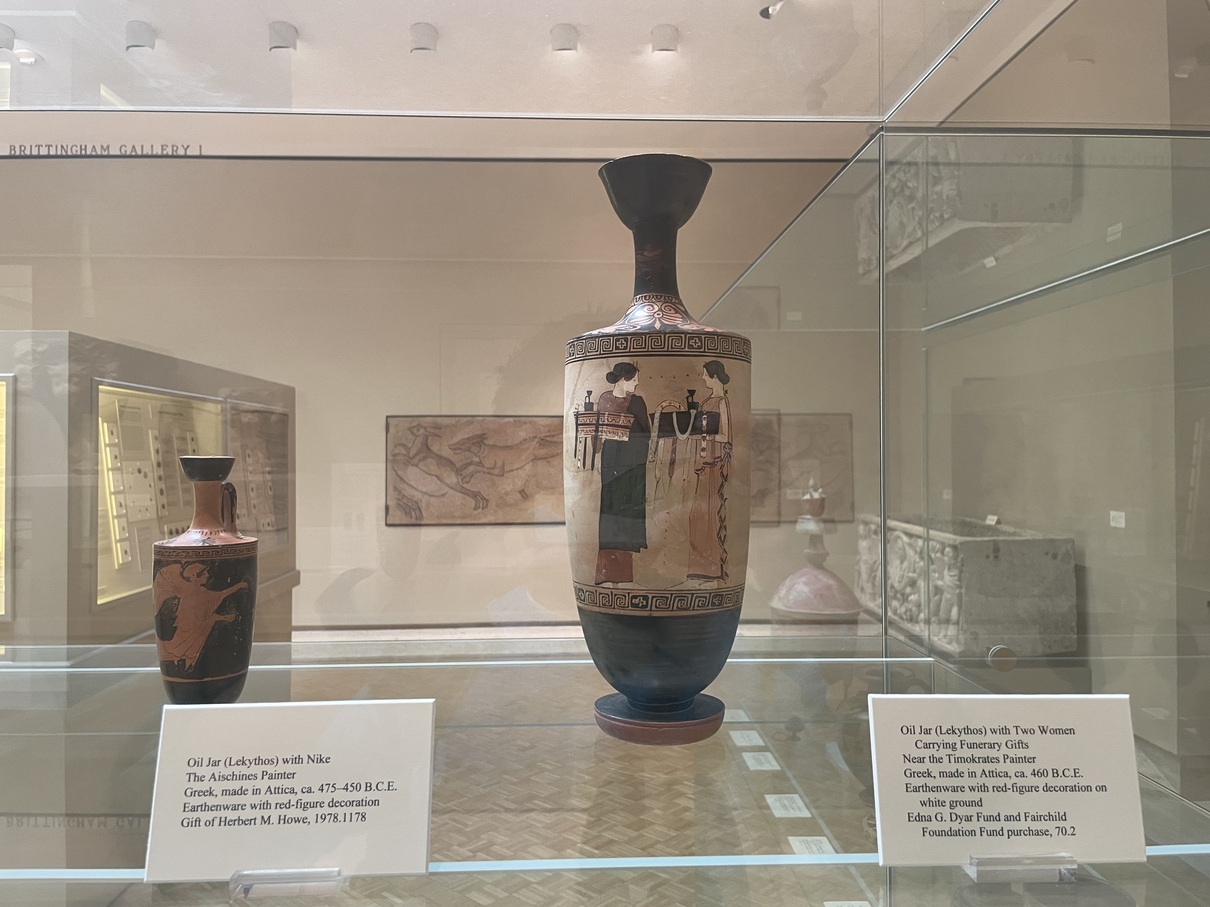 BRITTINGHAM GALLERY 1
Oil Jar (Lekythos) with Nike
The Aischines Painter
Greek, made in Attica, ca. 475–450 B.C.E.
Earthenware with red-figure decoration
Gift of Herbert M. Howe, 1978.1178
Oil Jar (Lekythos) with Two Women
Carrying Funerary Gifts
Near the Timokrates Painter
Greek, made in Attica, ca. 460 B.C.E.
Earthenware with red-figure decoration on
white ground
Edna G. Dyar Fund and Fairchild
Foundation Fund purchase, 70.2